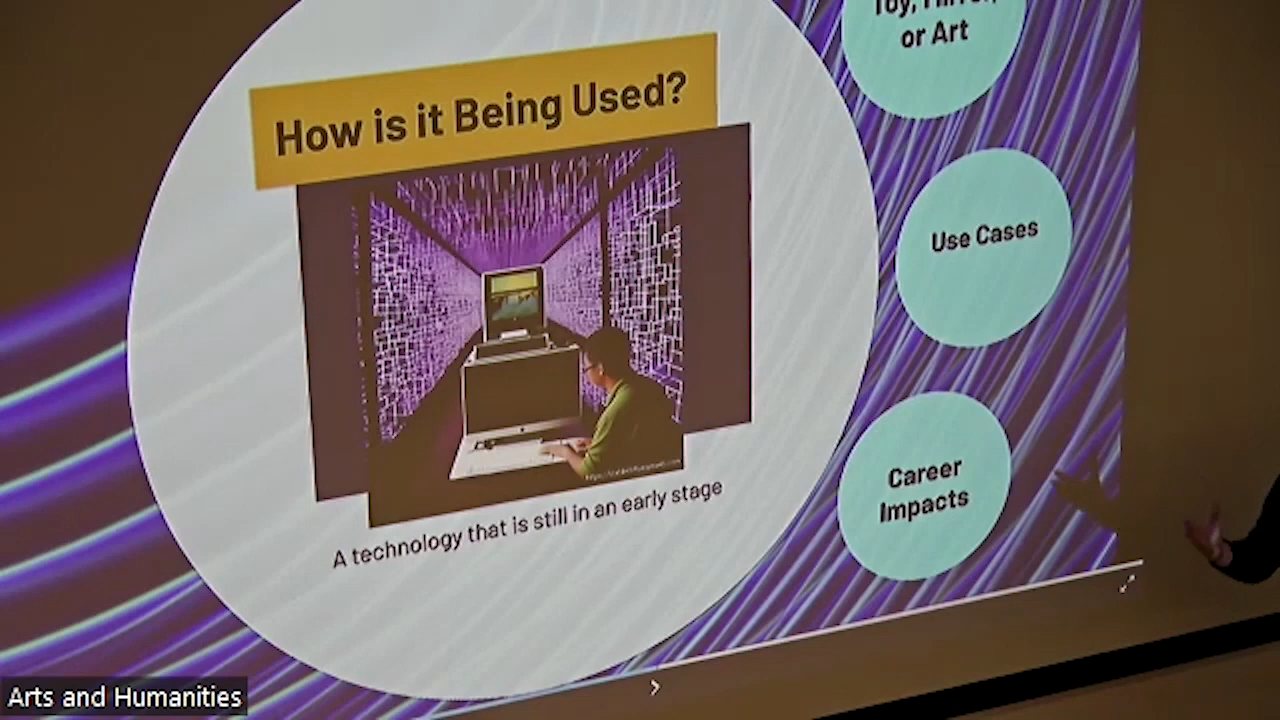 or Art
How is it Being Used?
Use Cases
Career
Impacts
A technology that is still in an early stage
Arts and Humanities